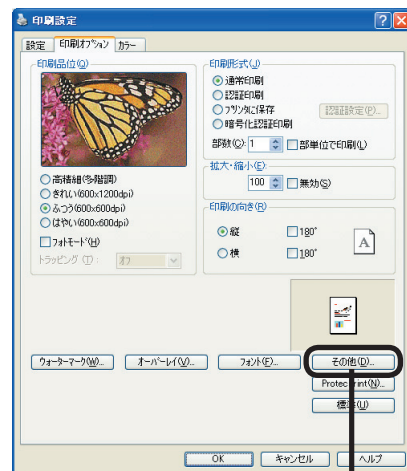 印刷設定
設定 印刷ｵﾌﾟｼｮﾝ ｶﾗｰ
印刷品位(Q)
高精細(多階調)
きれい(600x1200dpi)
ふつう(600x600dpi)
はやい(600x600dpi)
ﾌｫﾄﾓｰﾄﾞ(H)
トラッピング (T): ｵﾌ
印刷形式(J)
通常印刷
認証印刷
ﾌﾟﾘﾝﾀに保存
暗号化認証印刷
認証設定(P)...
部数(C): 1 部単位で印刷(L)
拡大・縮小(E):
100 % 無効(S)
印刷の向き(R)
縦 180°
横 180°
A
ｳｫｰﾀｰﾏｰｸ(W)... ｵｰﾊﾞｰﾚｲ(V)... ﾌｫﾝﾄ(F)... その他(D)...
Protec Print(N)...
標準(U)
OK キャンセル ヘルプ